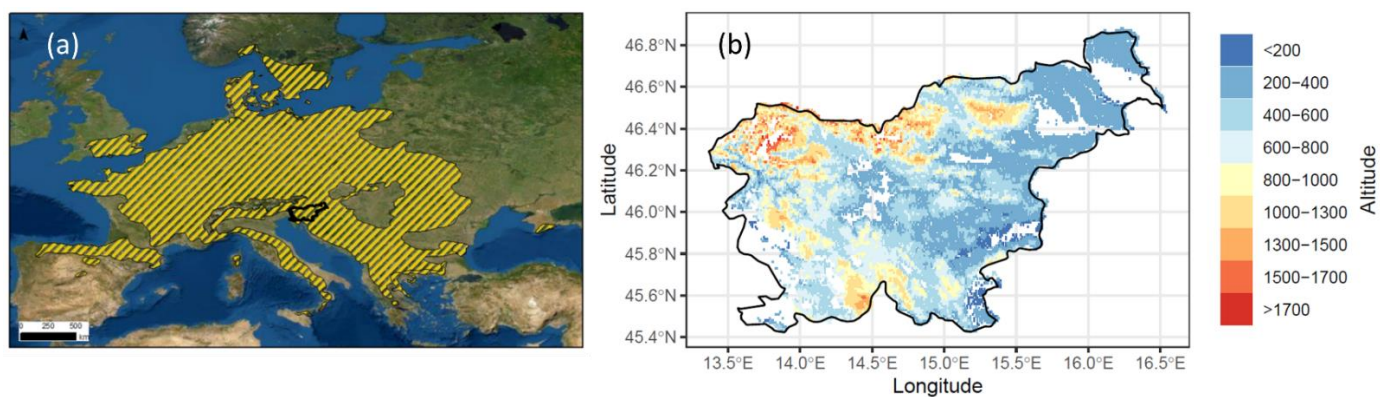 (a)
0 250 500
km
(b)
46.8°N
46.6°N
46.4°N
46.2°N
46.0°N
45.8°N
45.6°N
45.4°N
Latitude
13.5°E 14.0°E 14.5°E 15.0°E 15.5°E 16.0°E 16.5°E
Longitude
<200
200−400
400−600
600−800
800−1000
1000−1300
1300−1500
1500−1700
>1700
Altitude